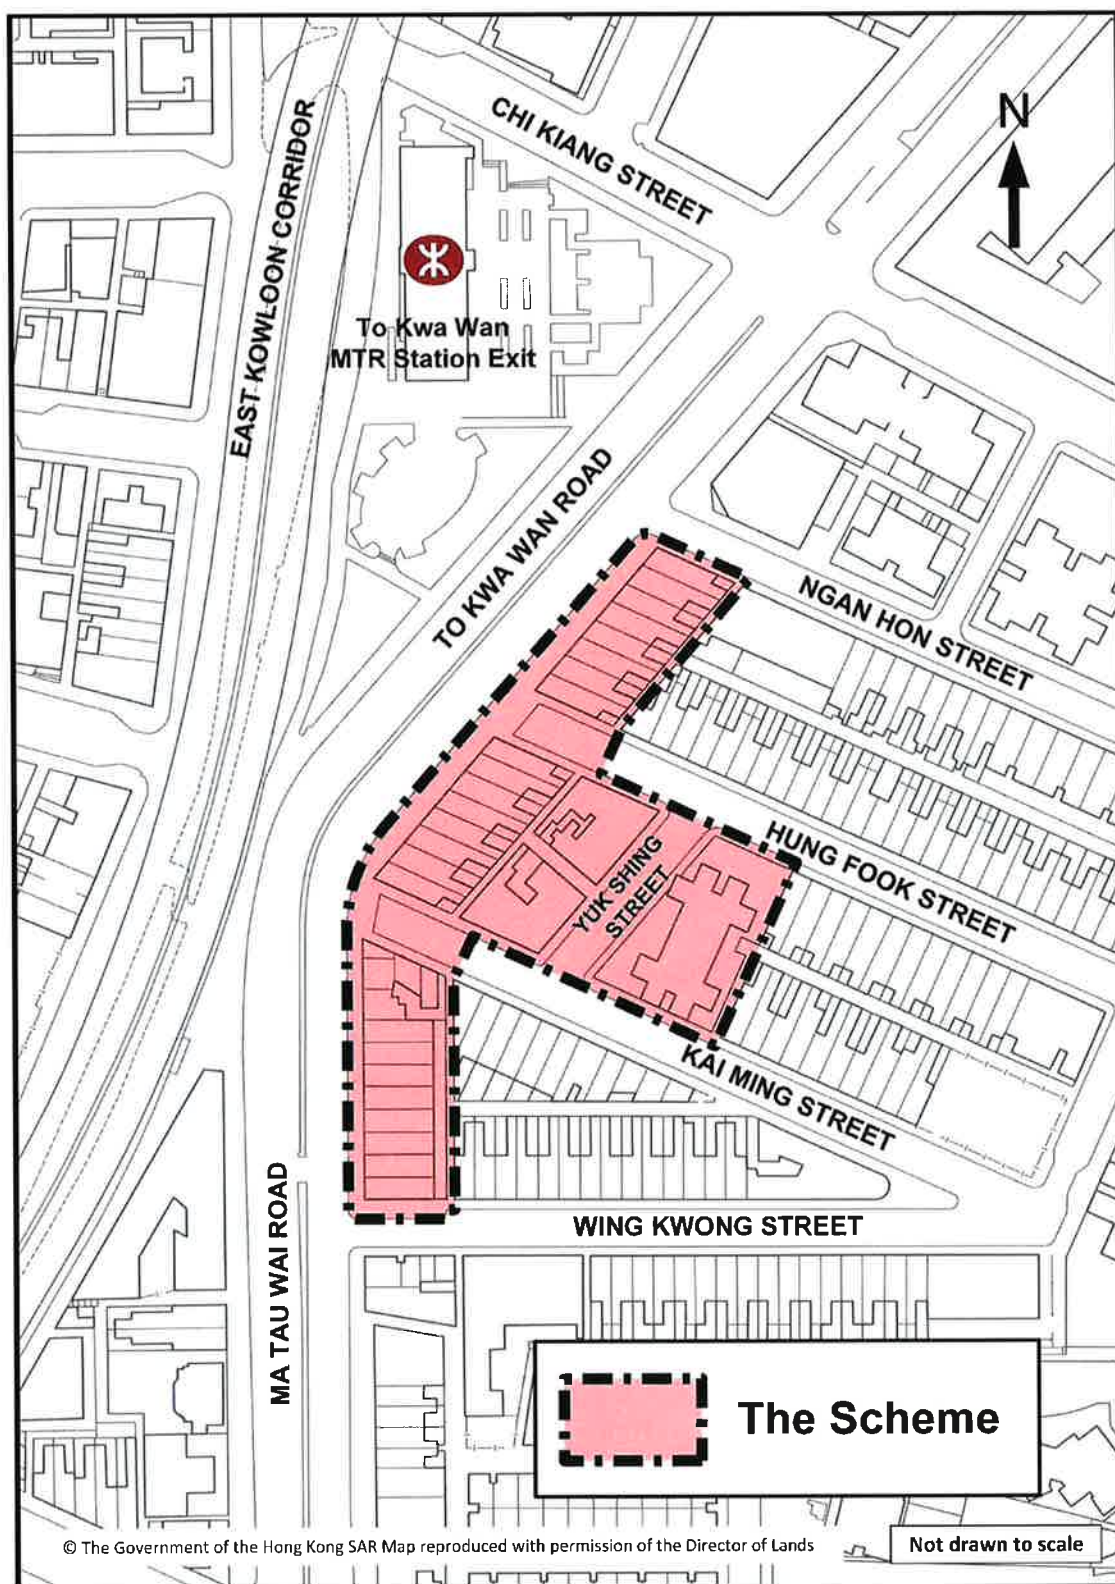 CHI KIANG STREET
N
EAST KOWLOON CORRIDOR
To Kwa Wan
MTR Station Exit
TO KWA WAN ROAD
NGAN HON STREET
HUNG FOOK STREET
YUK SHING
STREET
KAI MING STREET
WING KWONG STREET
MA TAU WAI ROAD
The Scheme
© The Government of the Hong Kong SAR Map reproduced with permission of the Director of Lands
Not drawn to scale